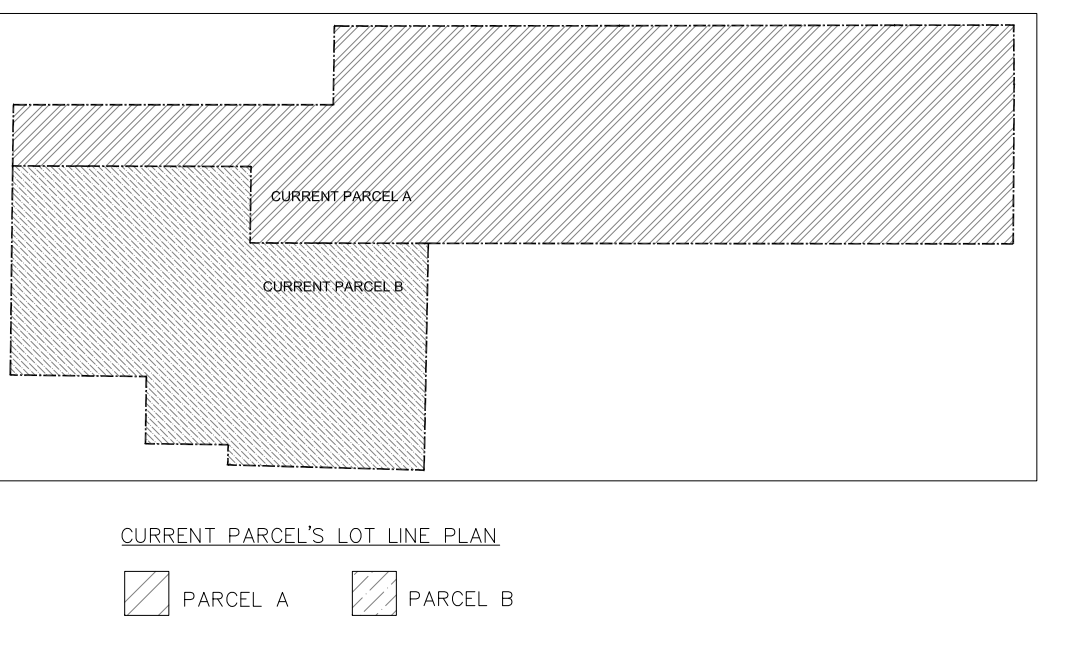 CURRENT PARCEL A
CURRENT PARCEL B
CURRENT PARCEL'S LOT LINE PLAN
PARCEL A
PARCEL B